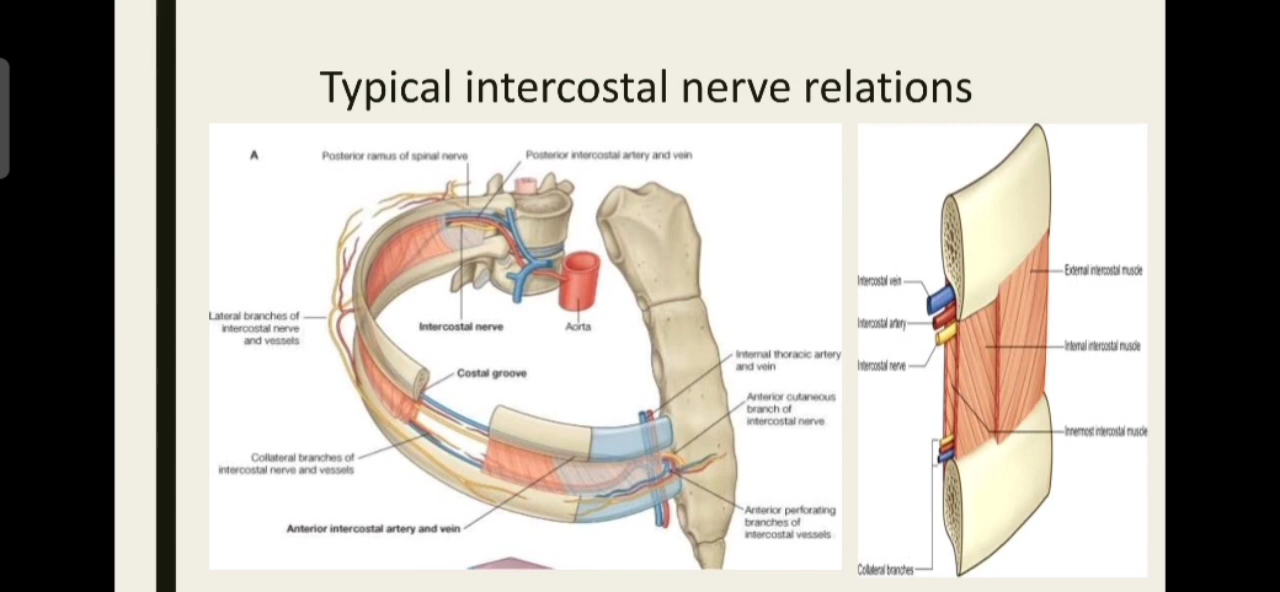 Typical intercostal nerve relations
A
Posterior ramus of spinal nerve
Posterior intercostal artery and vein
Lateral branches of
intercostal nerve
and vessels
Intercostal nerve
Aorta
Costal groove
Internal thoracic artery
and vein
Anterior cutaneous
branch of
intercostal nerve
Collateral branches of
intercostal nerve and vessels
Anterior intercostal artery and vein
Anterior perforating
branches of
intercostal vessels
Intercostal vein
Intercostal artery
Intercostal nerve
External intercostal muscle
Internal intercostal muscle
Innermost intercostal muscle
Collateral branches